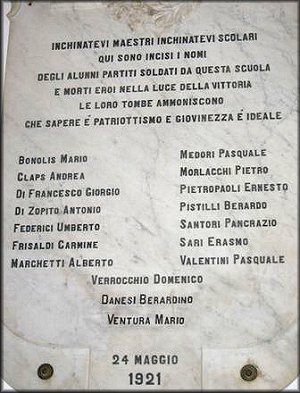 INCHINATEVI MAESTRI INCHINATEVI SCOLARI
QUI SONO INCISI I NOMI
DEGLI ALUNNI PARTITI SOLDATI DA QUESTA SCUOLA
E MORTI EROI NELLA LUCE DELLA VITTORIA
LE LORO TOMBE AMMONISCONO
CHE SAPERE É PATRIOTTISMO E GIOVINEZZA É IDEALE
BONOLIS MARIO
CLAPS ANDREA
DI FRANCESCO GIORGIO
DI ZOPITO ANTONIO
FEDERICI UMBERTO
FRISALDI CARMINE
MARCHETTI ALBERTO
MEDORI PASQUALE
MORLACCHI PIETRO
PIETROPAOLI ERNESTO
PISTILLI BERARDO
SANTORI PANCRAZIO
SARI ERASMO
VALENTINI PASQUALE
VERROCCHIO DOMENICO
DANESI BERARDINO
VENTURA MARIO
24 MAGGIO
1921